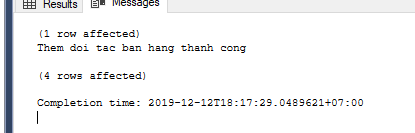 Results Messages
(1 row affected)
Them doi tac ban hang thanh cong
(4 rows affected)
Completion time: 2019-12-12T18:17:29.0489621+07:00